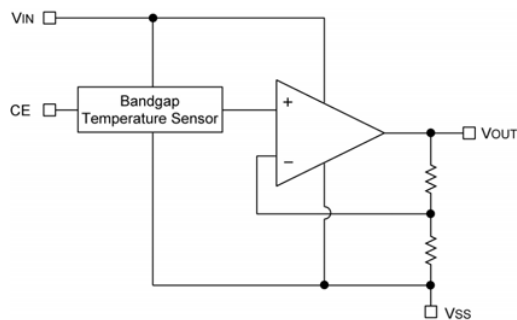 VIN
CE
Bandgap
Temperature Sensor
+
−
VOUT
VSS